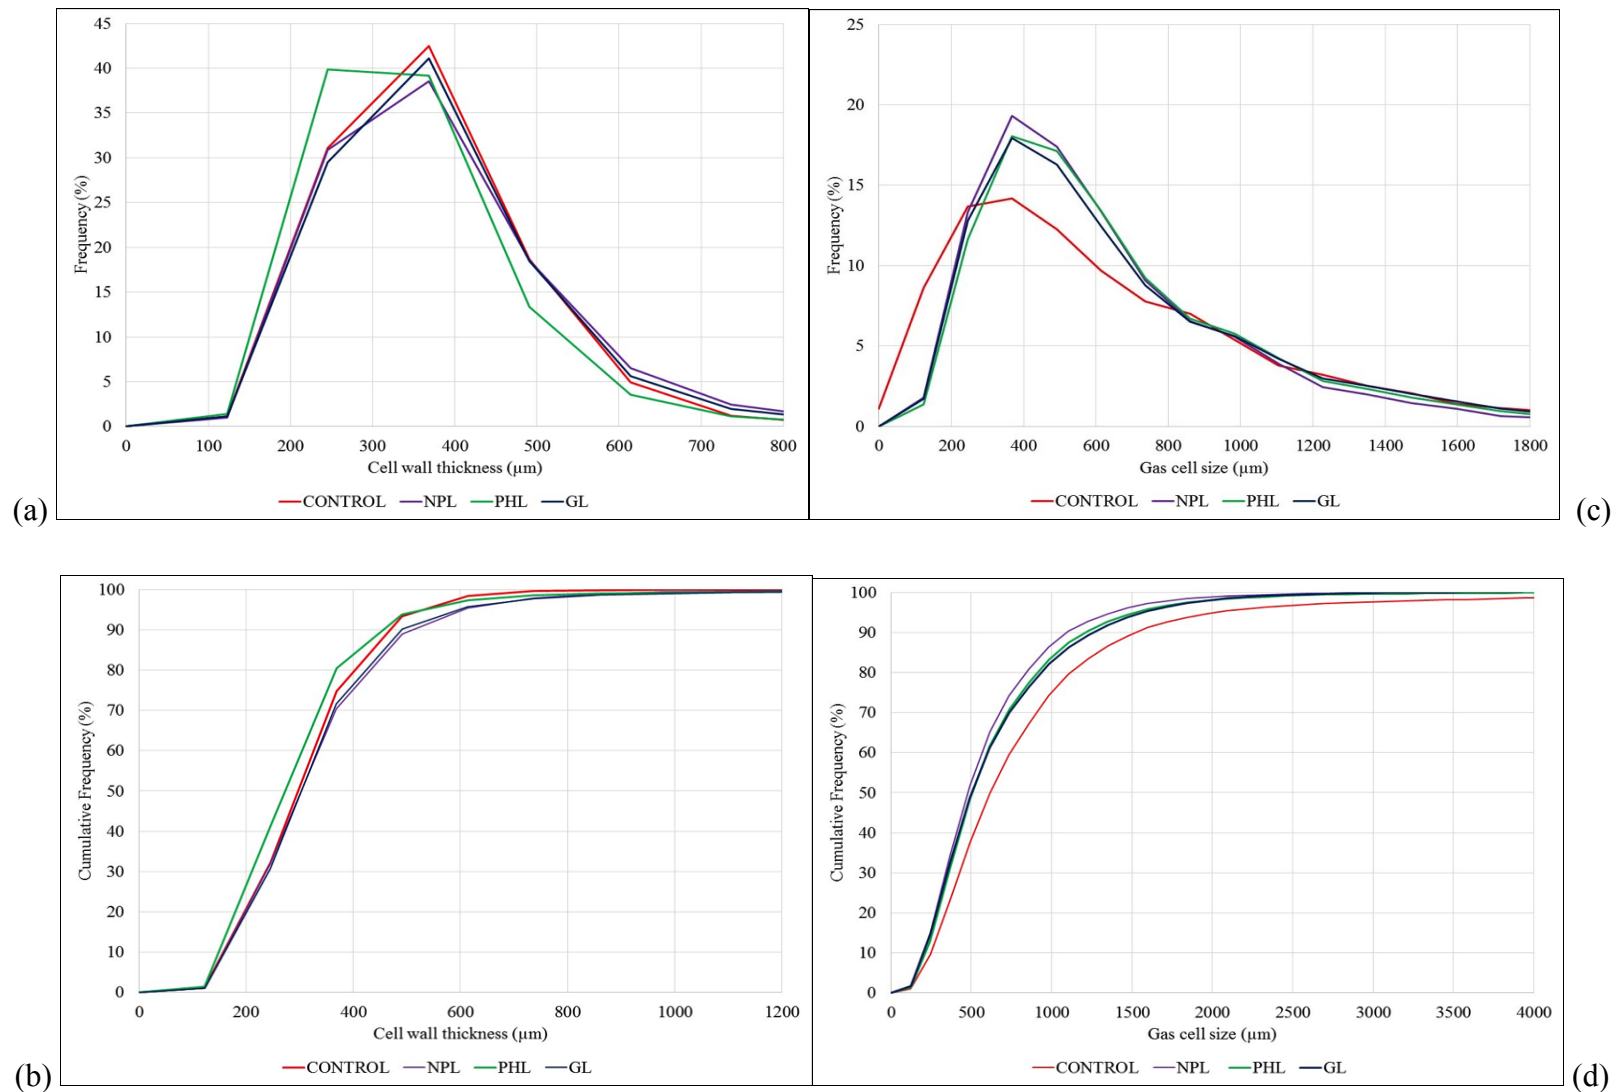 45
40
35
30
25
20
15
10
5
0
Frequency (%)
0 100 200 300 400 500 600 700 800
Cell wall thickness (µm)
CONTROL NPL PHL GL
(a)
25
20
15
10
5
0
Frequency (%)
0 200 400 600 800 1000 1200 1400 1600 1800
Gas cell size (µm)
CONTROL NPL PHL GL
(c)
100
90
80
70
60
50
40
30
20
10
0
Cumulative Frequency (%)
0 200 400 600 800 1000 1200
Cell wall thickness (µm)
CONTROL NPL PHL GL
(b)
100
90
80
70
60
50
40
30
20
10
0
Cumulative Frequency (%)
0 500 1000 1500 2000 2500 3000 3500 4000
Gas cell size (µm)
CONTROL NPL PHL GL
(d)